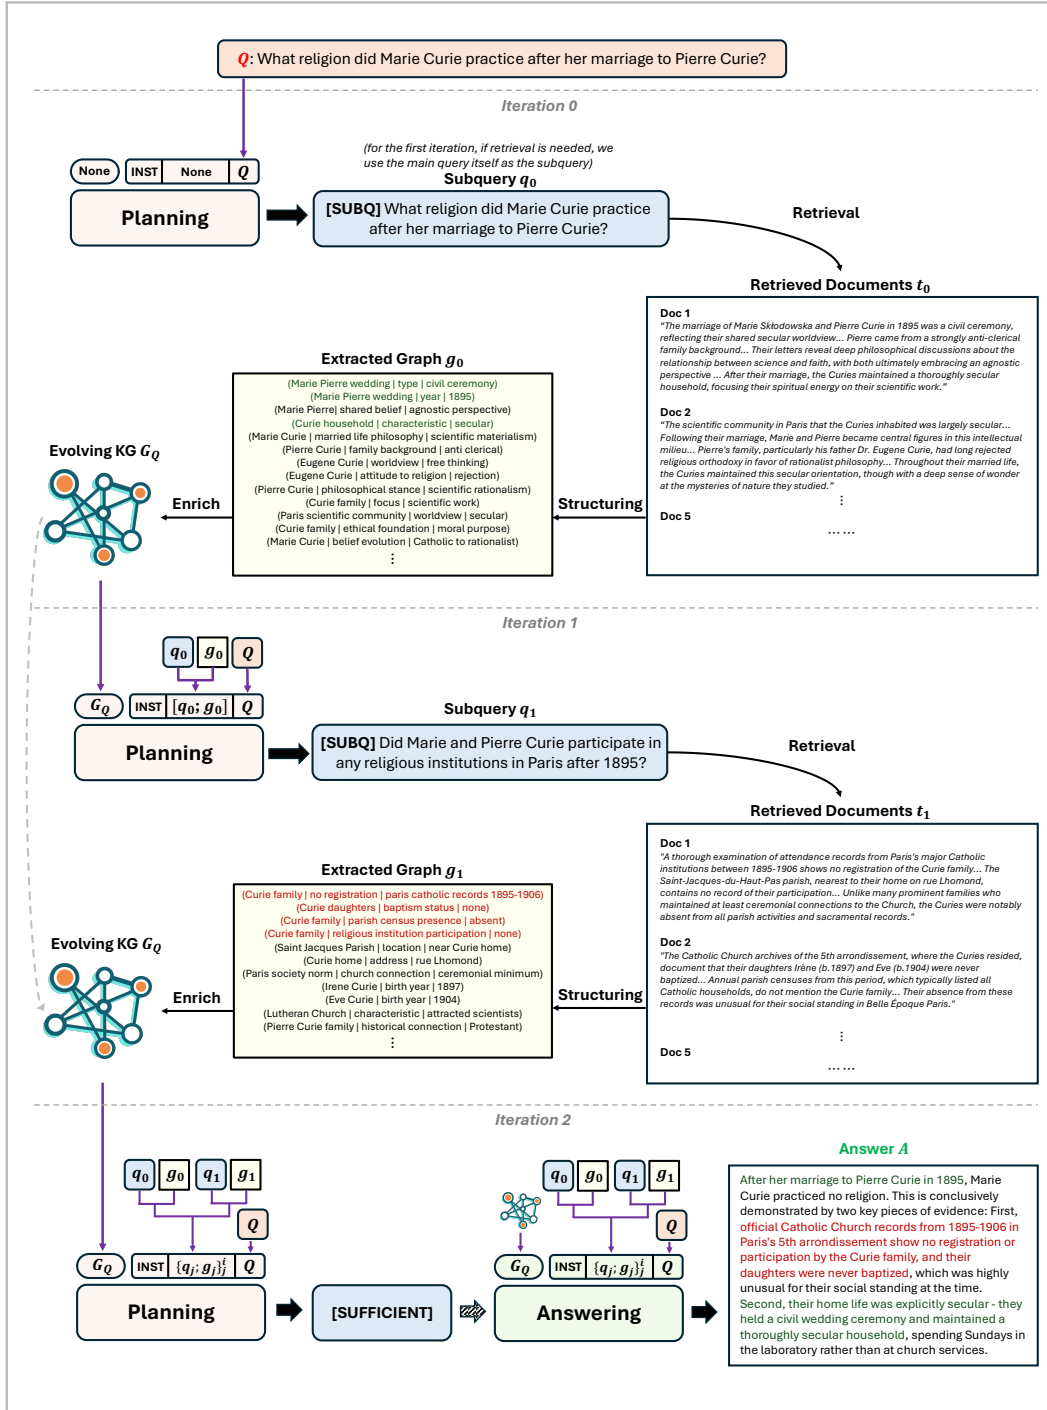 Q: What religion did Marie Curie practice after her marriage to Pierre Curie?
Iteration 0
(for the first iteration, if retrieval is needed, we
use the main query itself as the subquery)
Subquery q0
None
INST None Q
Planning
[SUBQ] What religion did Marie Curie practice
after her marriage to Pierre Curie?
Retrieval
Retrieved Documents t0
Doc 1
"The marriage of Marie Skłodowska and Pierre Curie in 1895 was a civil ceremony,
reflecting their shared secular worldview... Pierre came from a strongly anti-clerical
family background... Their letters reveal deep philosophical discussions about the
relationship between science and faith, with both ultimately embracing an agnostic
perspective ... After their marriage, the Curies maintained a thoroughly secular
household, focusing their spiritual energy on their scientific work."
Doc 2
"The scientific community in Paris that the Curies inhabited was largely secular...
Following their marriage, Marie and Pierre became central figures in this intellectual
milieu... Pierre's family, particularly his father Dr. Eugene Curie, had long rejected
religious orthodoxy in favor of rationalist philosophy... Throughout their married life,
the Curies maintained this secular orientation, though with a deep sense of wonder
at the mysteries of nature they studied."
⋮
Doc 5
... ...
Structuring
Extracted Graph g0
(Marie Pierre wedding | type | civil ceremony)
(Marie Pierre wedding | year | 1895)
(Marie Pierre| shared belief | agnostic perspective)
(Curie household | characteristic | secular)
(Marie Curie | married life philosophy | scientific materialism)
(Pierre Curie | family background | anti clerical)
(Eugene Curie | worldview | free thinking)
(Eugene Curie | attitude to religion | rejection)
(Pierre Curie | philosophical stance | scientific rationalism)
(Curie family | focus | scientific work)
(Paris scientific community | worldview | secular)
(Curie family | ethical foundation | moral purpose)
(Marie Curie | belief evolution | Catholic to rationalist)
⋮
Enrich
Evolving KG GQ
Iteration 1
q0 g0 Q
GQ
INST [q0; g0] Q
Planning
Subquery q1
[SUBQ] Did Marie and Pierre Curie participate in
any religious institutions in Paris after 1895?
Retrieval
Retrieved Documents t1
Doc 1
"A thorough examination of attendance records from Paris's major Catholic
institutions between 1895-1906 shows no registration of the Curie family... The
Saint-Jacques-du-Haut-Pas parish, nearest to their home on rue Lhomond,
contains no record of their participation... Unlike many prominent families who
maintained at least ceremonial connections to the Church, the Curies were notably
absent from all parish activities and sacramental records."
Doc 2
"The Catholic Church archives of the 5th arrondissement, where the Curies resided,
document that their daughters Irène (b.1897) and Eve (b.1904) were never
baptized... Annual parish censuses from this period, which typically listed all
Catholic households, do not mention the Curie family... Their absence from these
records was unusual for their social standing in Belle Époque Paris."
⋮
Doc 5
... ...
Structuring
Extracted Graph g1
(Curie family | no registration | paris catholic records 1895-1906)
(Curie daughters | baptism status | none)
(Curie family | parish census presence | absent)
(Curie family | religious institution participation | none)
(Saint Jacques Parish | location | near Curie home)
(Curie home | address | rue Lhomond)
(Paris society norm | church connection | ceremonial minimum)
(Irene Curie | birth year | 1897)
(Eve Curie | birth year | 1904)
(Lutheran Church | characteristic | attracted scientists)
(Pierre Curie family | historical connection | Protestant)
⋮
Enrich
Evolving KG GQ
Iteration 2
q0 g0 q1 g1
Q
GQ
INST {qj; gj}ij Q
Planning
[SUFFICIENT]
q0 g0 q1 g1
Q
GQ
INST {qj; gj}ij Q
Answering
Answer A
After her marriage to Pierre Curie in 1895, Marie
Curie practiced no religion. This is conclusively
demonstrated by two key pieces of evidence: First,
official Catholic Church records from 1895-1906 in
Paris's 5th arrondissement show no registration or
participation by the Curie family, and their
daughters were never baptized, which was highly
unusual for their social standing at the time.
Second, their home life was explicitly secular - they
held a civil wedding ceremony and maintained a
thoroughly secular household, spending Sundays in
the laboratory rather than at church services.